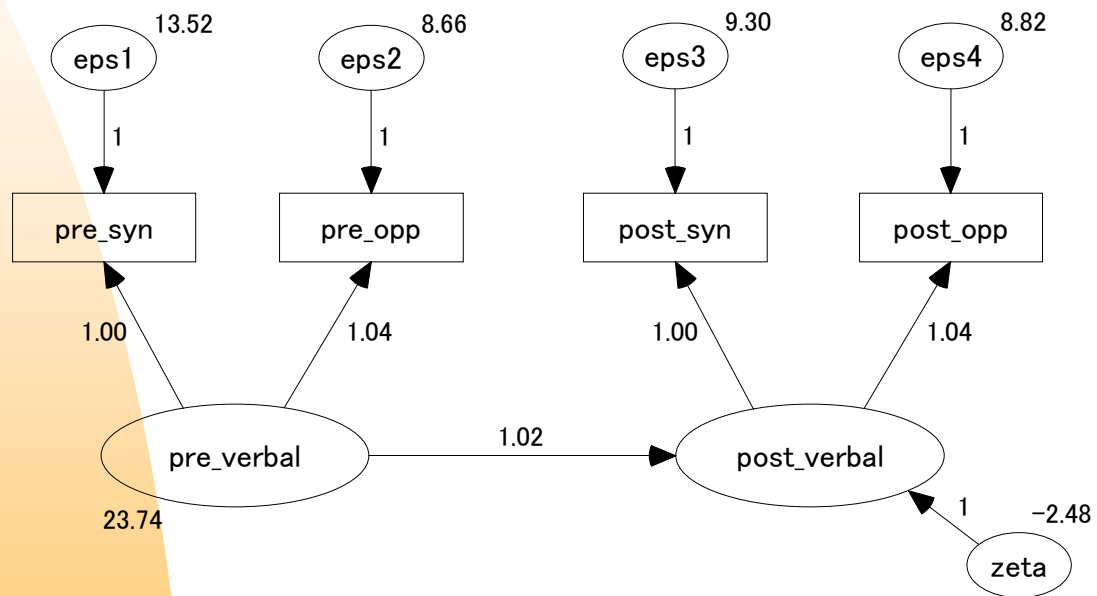 13.52
eps1
8.66
eps2
9.30
eps3
8.82
eps4
1
1
1
1
pre_syn
pre_opp
post_syn
post_opp
1.00
1.04
1.00
1.04
pre_verbal
1.02
post_verbal
23.74
1
-2.48
zeta